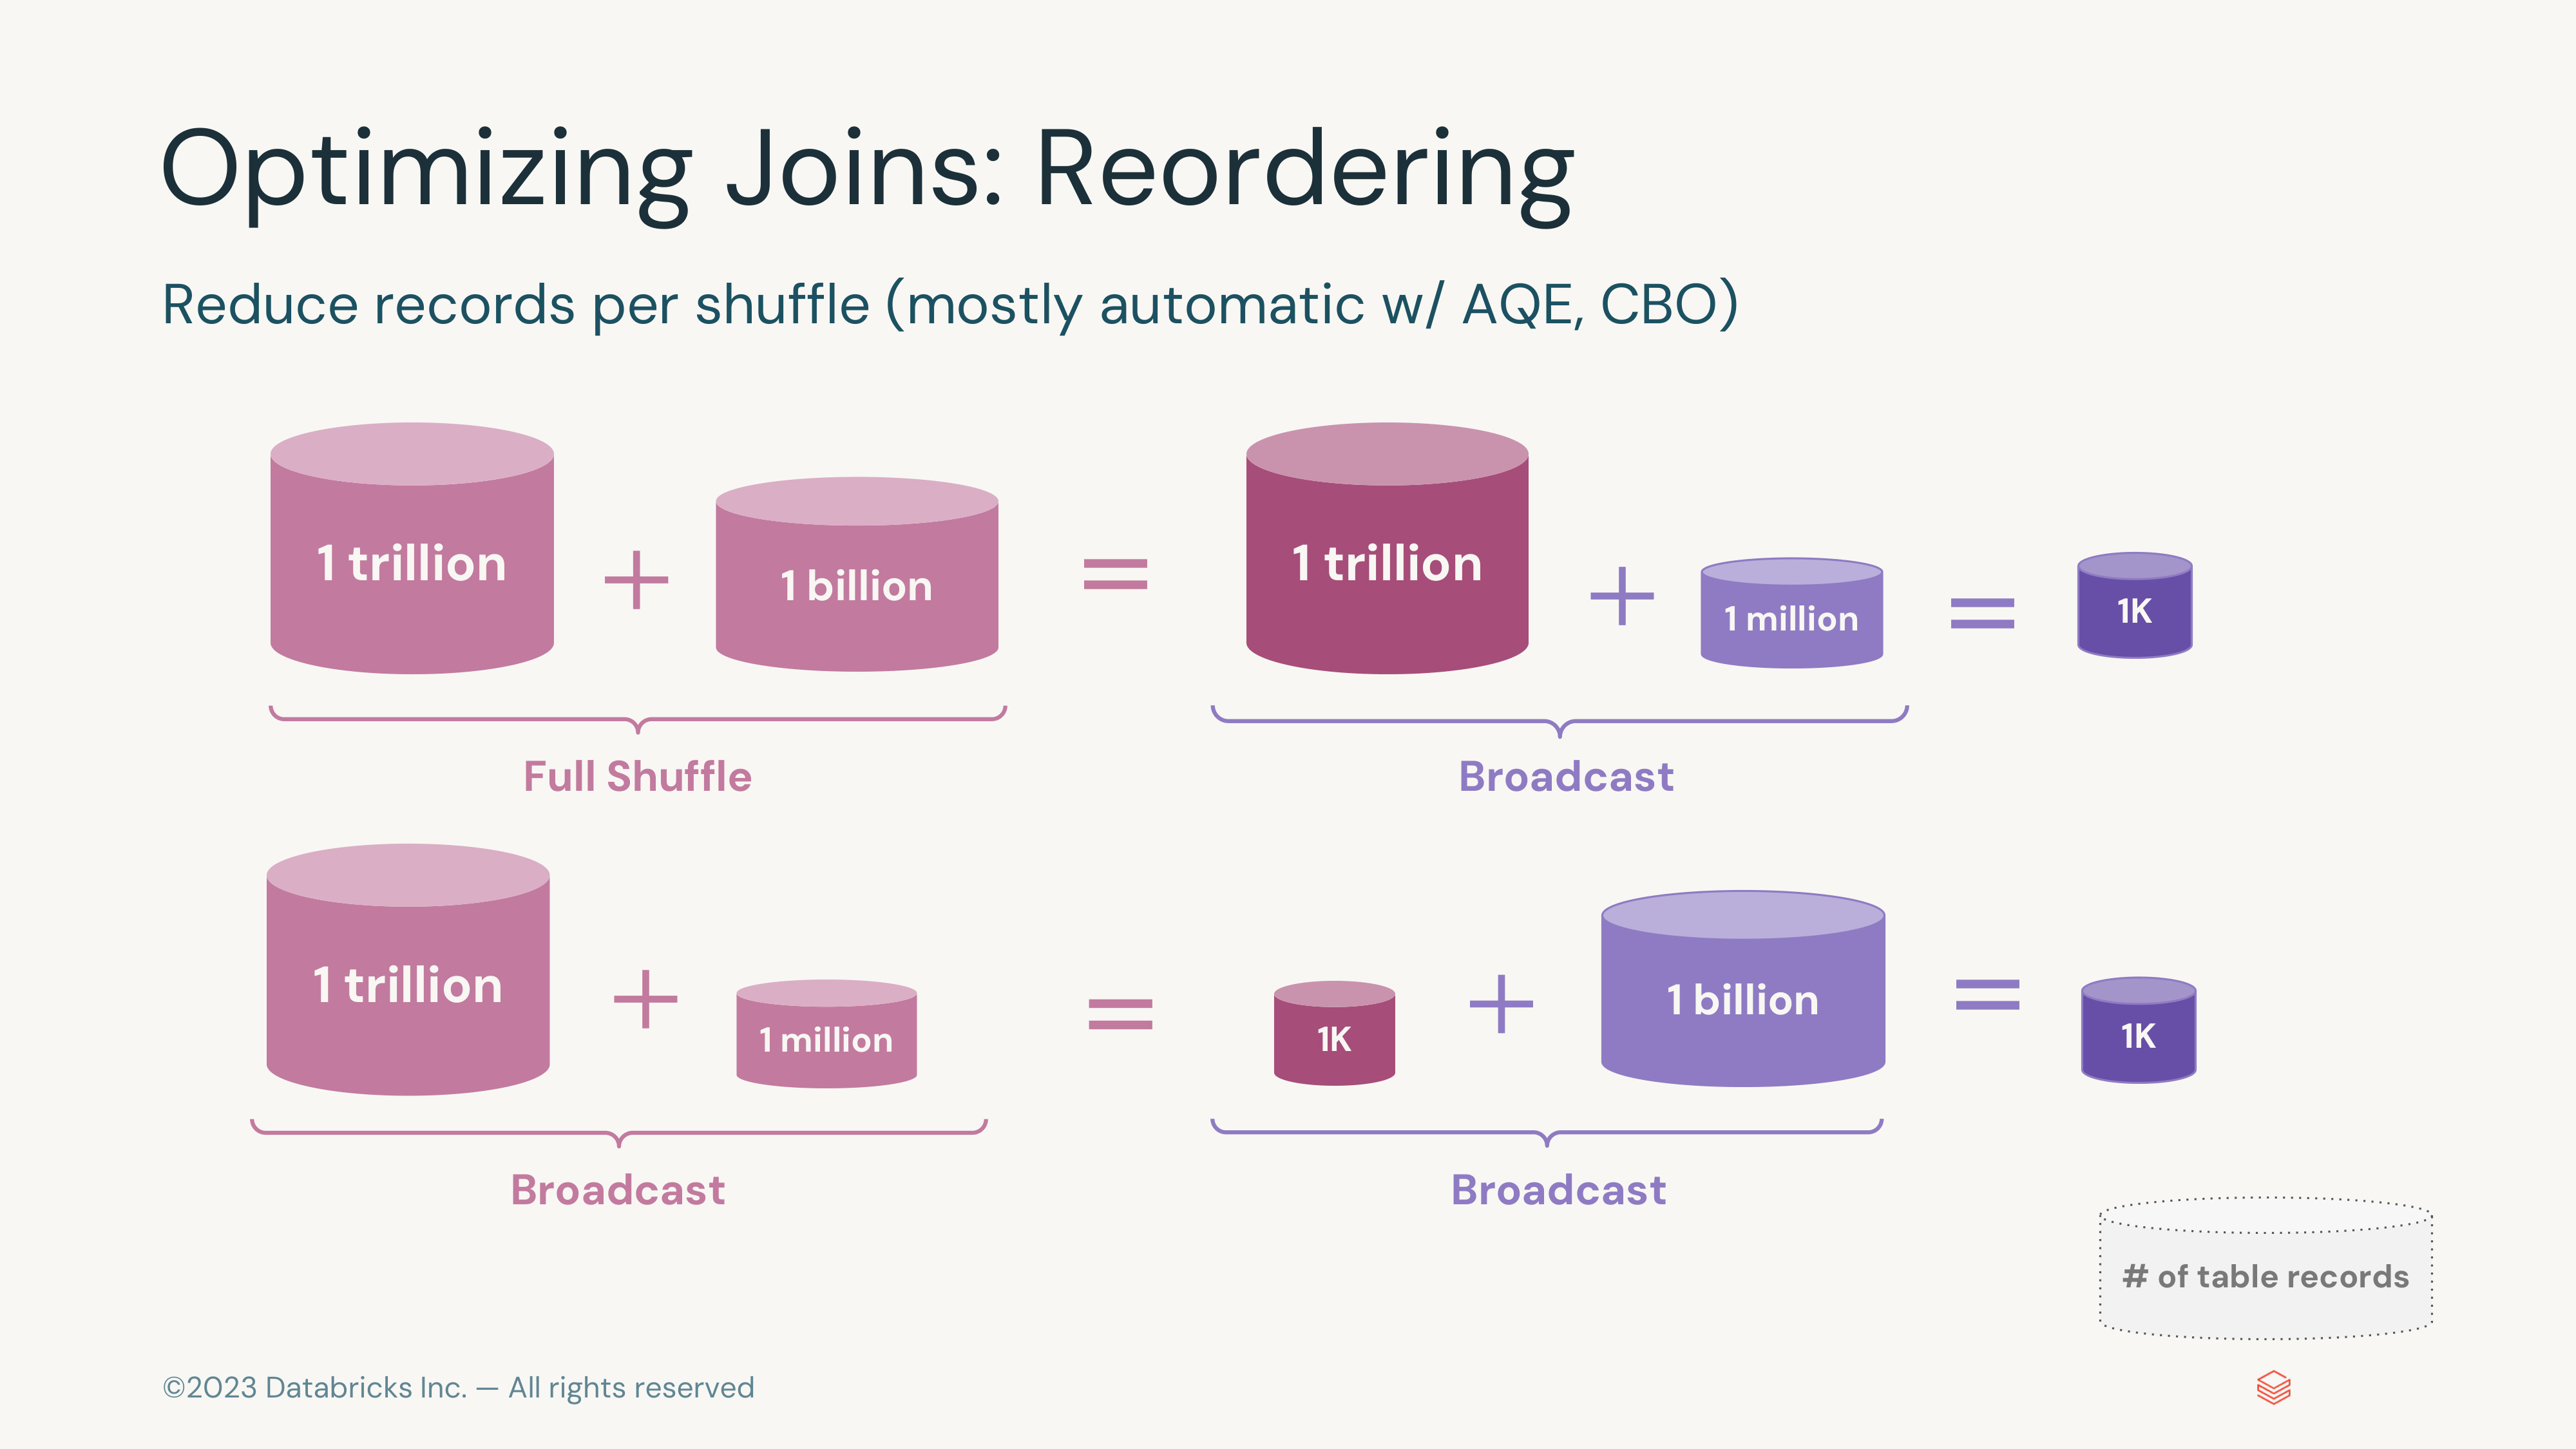 Optimizing Joins: Reordering
Reduce records per shuffle (mostly automatic w/ AQE, CBO)
1 trillion + 1 billion = 1 trillion + 1 million = 1K
Full Shuffle
Broadcast
1 trillion + 1 million = 1K + 1 billion = 1K
Broadcast
Broadcast
# of table records
©2023 Databricks Inc. — All rights reserved